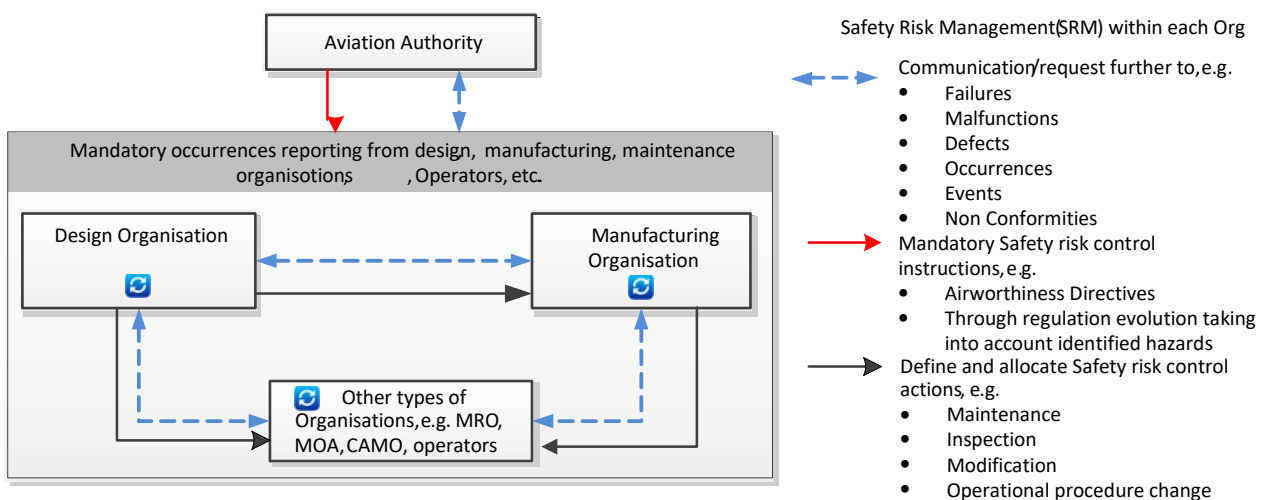 Aviation Authority
Mandatory occurrences reporting from design, manufacturing, maintenance
organisotions, , Operators, etc.
Design Organisation
Manufacturing
Organisation
Other types of
Organisations, e.g. MRO,
MOA, CAMO, operators
Safety Risk Management(SRM) within each Org
Communication/request further to, e.g.
• Failures
• Malfunctions
• Defects
• Occurrences
• Events
• Non Conformities
Mandatory Safety risk control
instructions, e.g.
• Airworthiness Directives
• Through regulation evolution taking
into account identified hazards
Define and allocate Safety risk control
actions, e.g.
• Maintenance
• Inspection
• Modification
• Operational procedure change